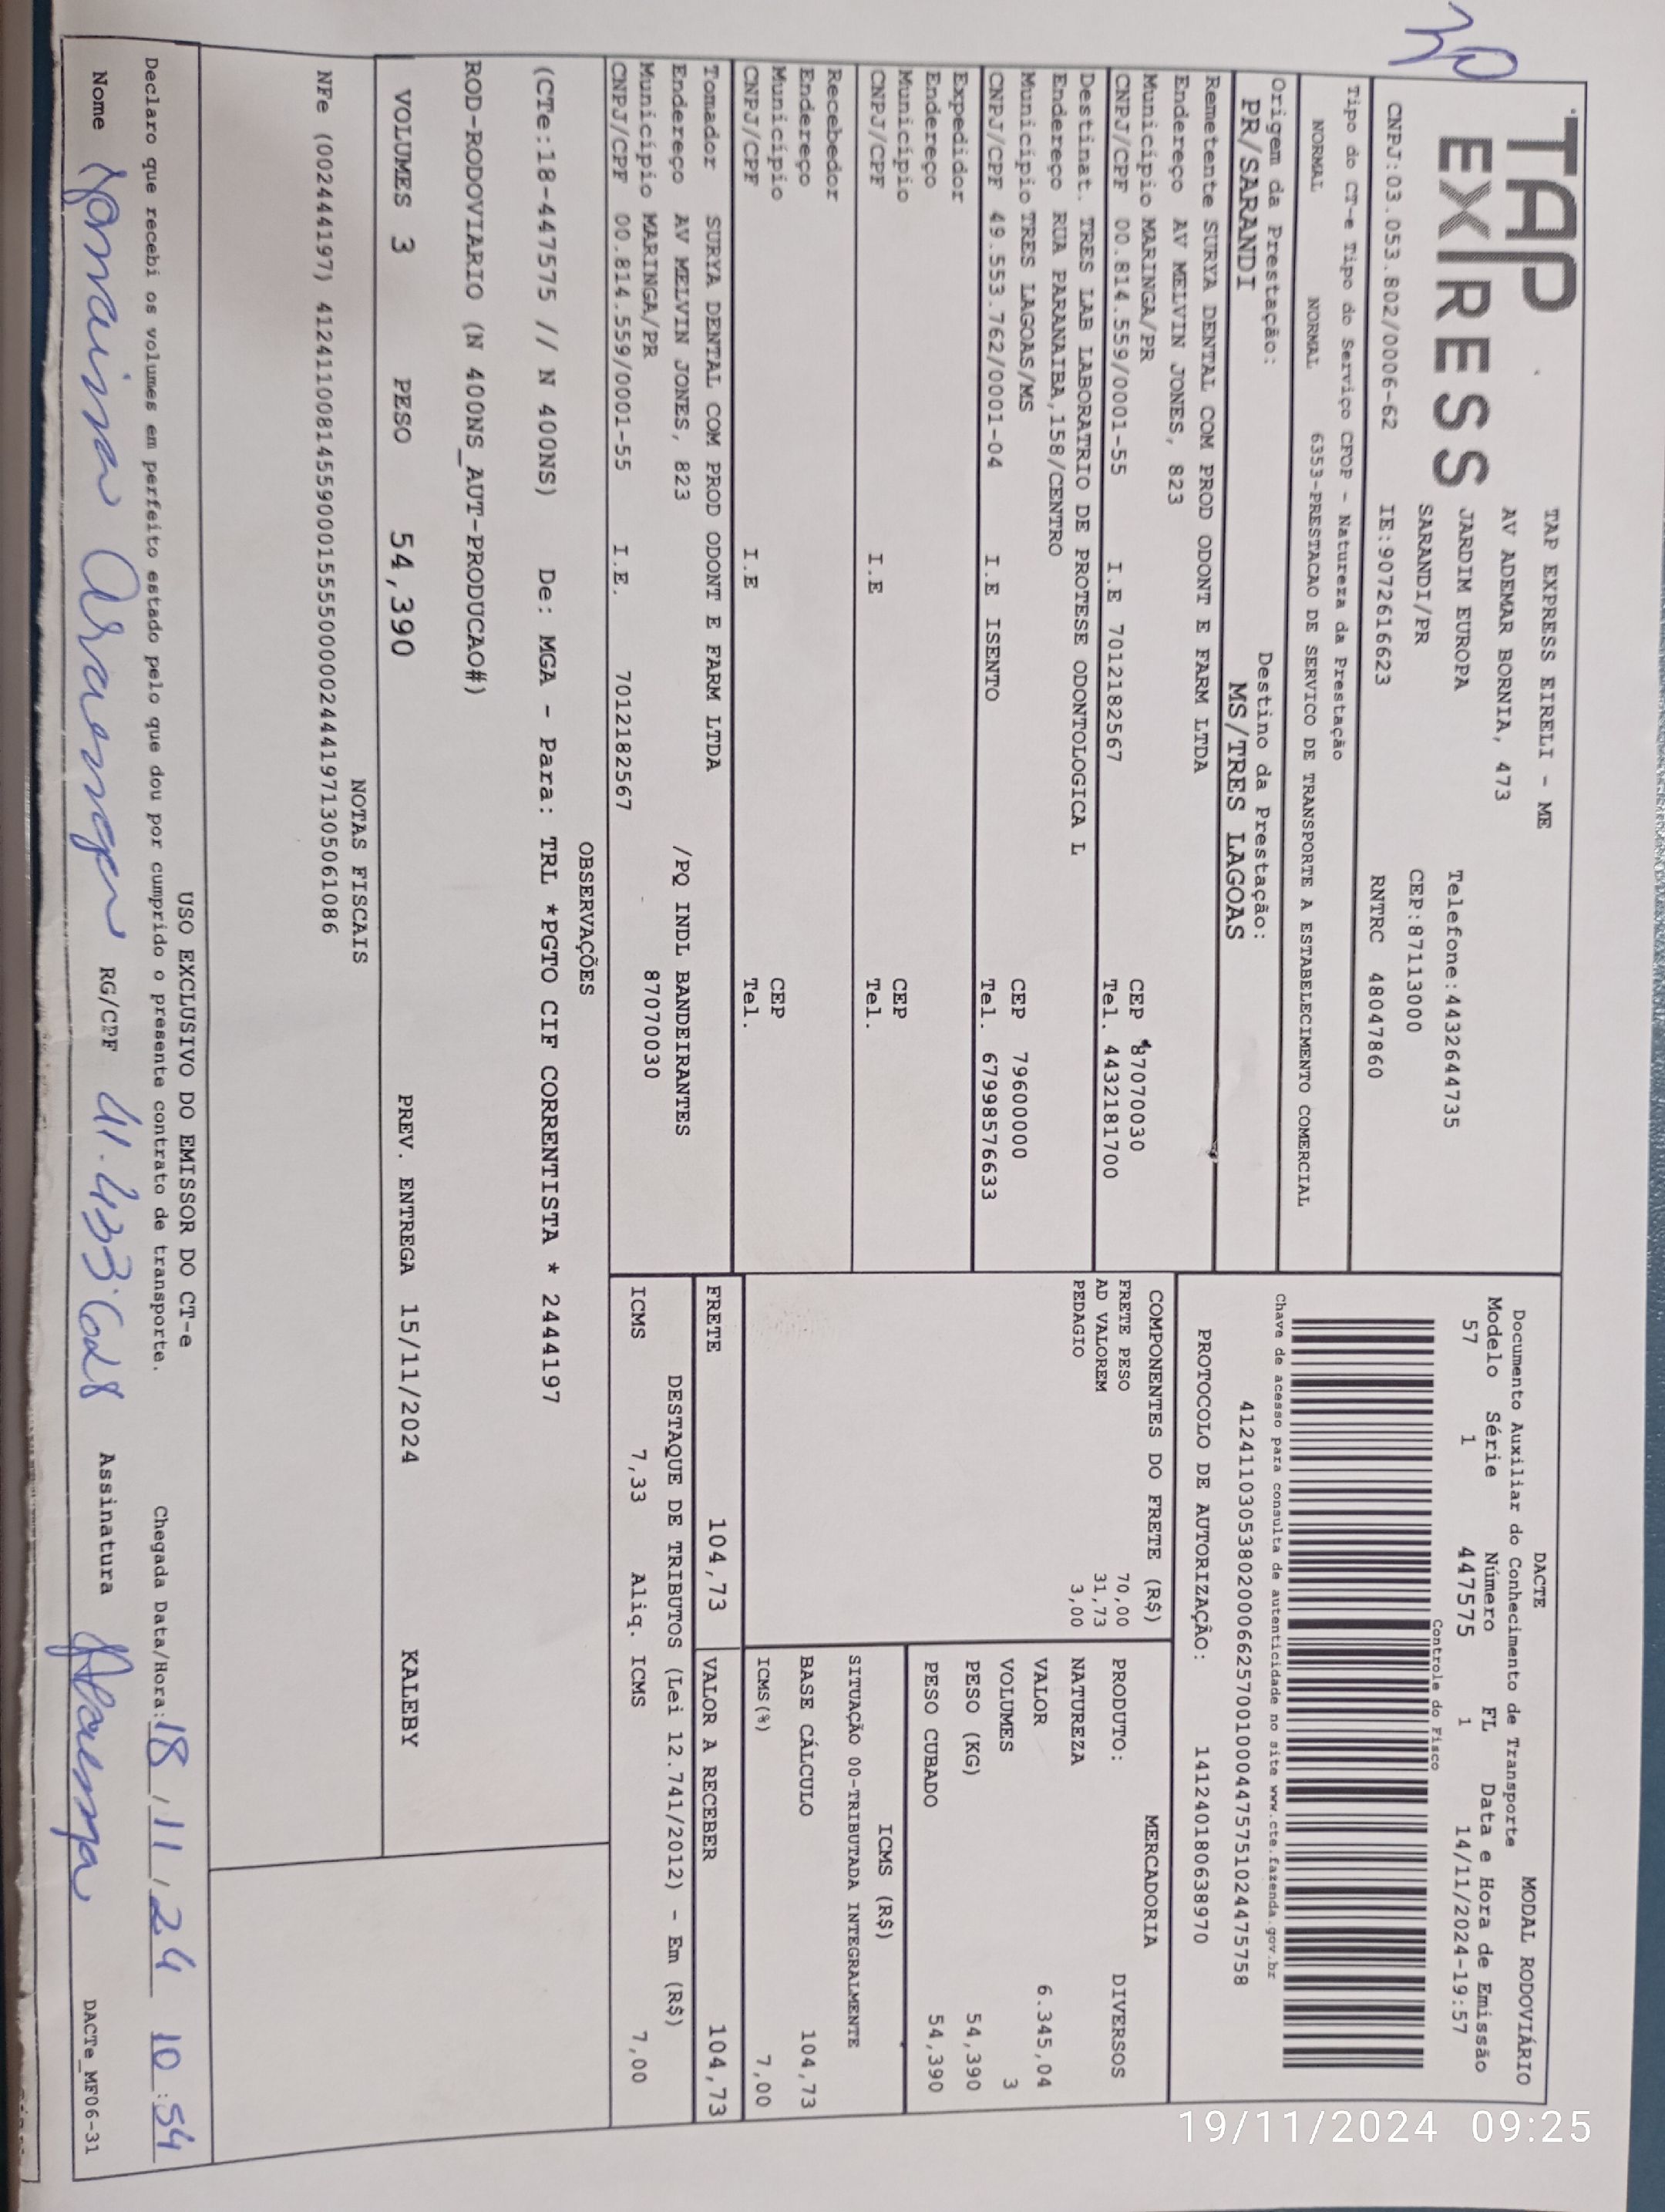 30
TAP EXPRESS
TAP EXPRESS EIRELI - ME
AV ADEMAR BORNIA, 473
JARDIM EUROPA Telefone:4432644735
SARANDI/PR CEP:87113000
CNPJ:03.053.802/0006-62 IE:9072616623 RNTRC 48047860
Tipo do CT-e Tipo do Serviço CFOP - Natureza da Prestação
NORMAL NORMAL 6353-PRESTACAO DE SERVICO DE TRANSPORTE A ESTABELECIMENTO COMERCIAL
Origem da Prestação: Destino da Prestação:
PR/SARANDI MS/TRES LAGOAS
DACTE MODAL RODOVIÁRIO
Documento Auxiliar do Conhecimento de Transporte
Modelo Série Número FL Data e Hora de Emissão
57 1 447575 1 14/11/2024-19:57
Controle do Fisco
Chave de acesso para consulta de autenticidade no site www.cte.fazenda.gov.br
41241103053802000662570010004475751024475758
PROTOCOLO DE AUTORIZAÇÃO: 141240180638970
Remetente SURYA DENTAL COM PROD ODONT E FARM LTDA
Endereço AV MELVIN JONES, 823
Município MARINGA/PR CEP 87070030
CNPJ/CPF 00.814.559/0001-55 I.E 7012182567 Tel. 4432181700
Destinat. TRES LAB LABORATRIO DE PROTESE ODONTOLOGICA L
Endereço RUA PARANAIBA,158/CENTRO
Município TRES LAGOAS/MS CEP 79600000
CNPJ/CPF 49.553.762/0001-04 I.E ISENTO Tel. 67998576633
Expedidor
Endereço
Município CEP
CNPJ/CPF I.E Tel.
Recebedor
Endereço
Município CEP
CNPJ/CPF I.E Tel.
Tomador SURYA DENTAL COM PROD ODONT E FARM LTDA
Endereço AV MELVIN JONES, 823 /PQ INDL BANDEIRANTES
Município MARINGA/PR 87070030
CNPJ/CPF 00.814.559/0001-55 I.E. 7012182567
COMPONENTES DO FRETE (R$)
FRETE PESO 70,00
AD VALOREM 31,73
PEDAGIO 3,00
MERCADORIA
PRODUTO: DIVERSOS
NATUREZA
VALOR 6.345,04
VOLUMES 3
PESO (KG) 54,390
PESO CUBADO 54,390
ICMS (R$)
SITUAÇÃO 00-TRIBUTADA INTEGRALMENTE
BASE CÁLCULO 104,73
ICMS(%) 7,00
FRETE 104,73 VALOR A RECEBER 104,73
DESTAQUE DE TRIBUTOS (Lei 12.741/2012) - Em (R$)
ICMS 7,33 Aliq. ICMS 7,00
OBSERVAÇÕES
(CTe:18-447575 // N 400NS) De: MGA - Para: TRL *PGTO CIF CORRENTISTA * 2444197
ROD-RODOVIARIO (N 400NS_AUT-PRODUCAO#)
VOLUMES 3 PESO 54,390 PREV. ENTREGA 15/11/2024 KALEBY
NOTAS FISCAIS
NFe (002444197) 41241100814559000155550000024441971305061086
USO EXCLUSIVO DO EMISSOR DO CT-e
Declaro que recebi os volumes em perfeito estado pelo que dou por cumprido o presente contrato de transporte. Chegada Data/Hora: 18/11/24 10:54
Nome RG/CPF Assinatura
DACTe_MF06-31
19/11/2024 09:25